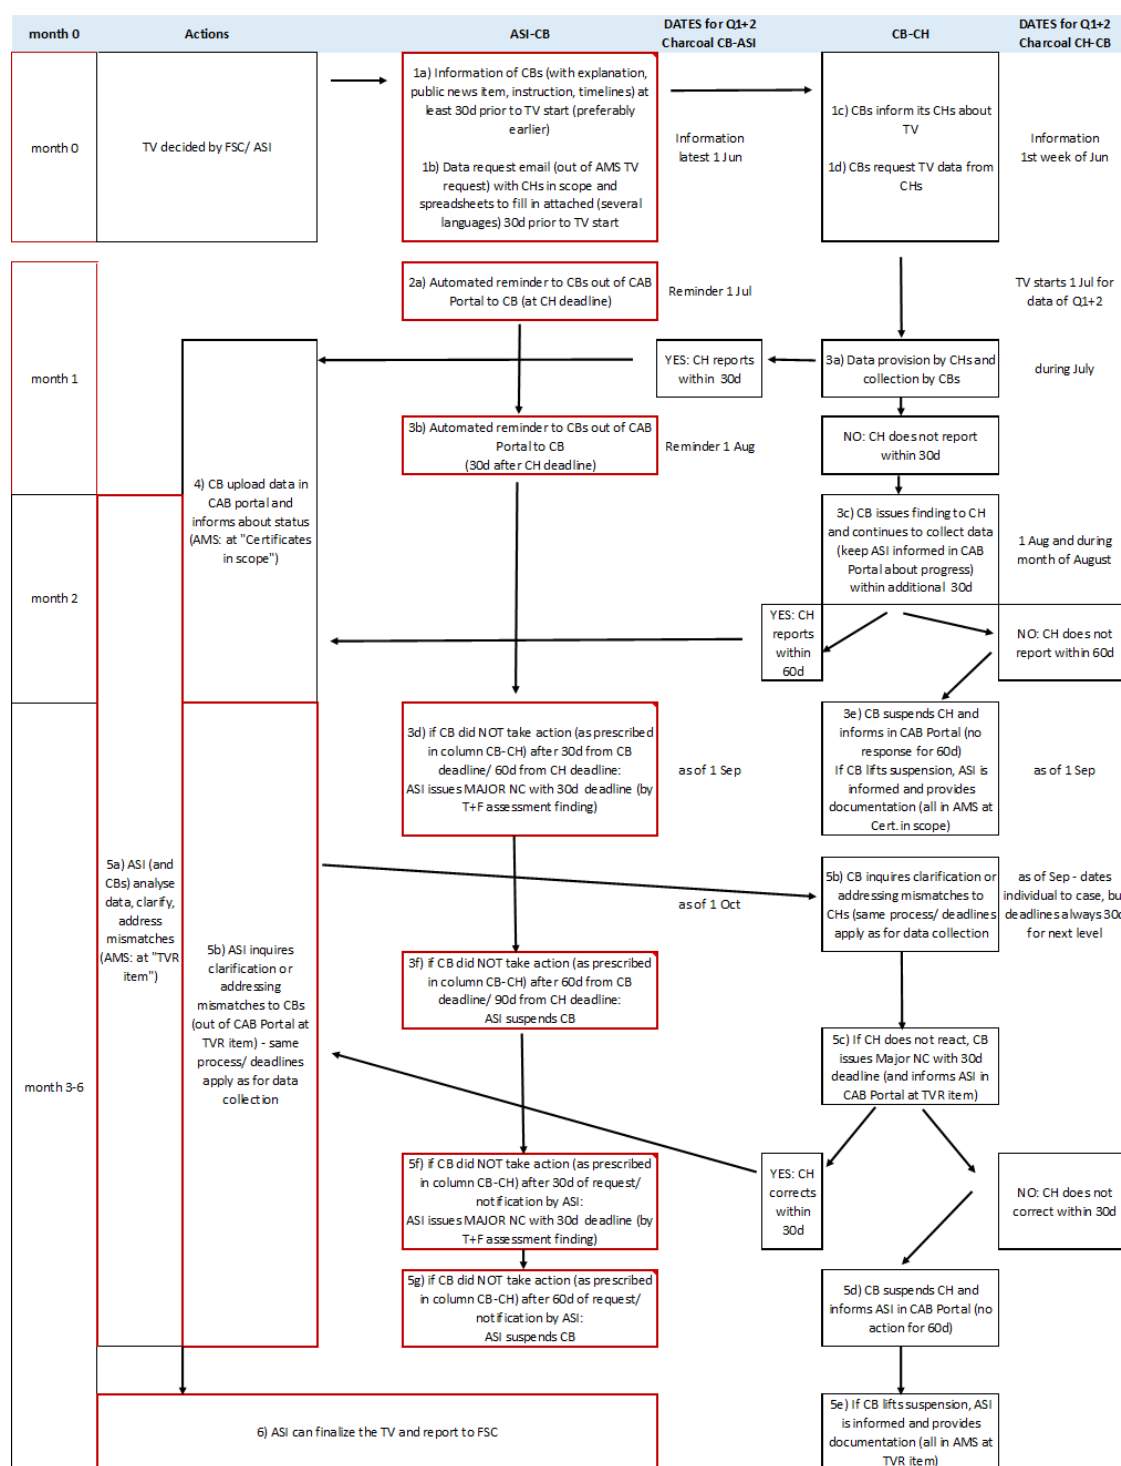 month 0
Actions
ASI-CB
DATES for Q1+2
Charcoal CB-ASI
CB-CH
DATES for Q1+2
Charcoal CH-CB
month 0
TV decided by FSC/ ASI
1a) Information of CBs (with explanation,
public news item, instruction, timelines) at
least 30d prior to TV start (preferably
earlier)
1b) Data request email (out of AMS TV
request) with CHs in scope and
spreadsheets to fill in attached (several
languages) 30d prior to TV start
Information
latest 1 Jun
1c) CBs inform its CHs about
TV
1d) CBs request TV data from
CHs
Information
1st week of Jun
month 1
2a) Automated reminder to CBs out of CAB
Portal to CB (at CH deadline)
Reminder 1 Jul
TV starts 1 Jul for
data of Q1+2
YES: CH reports
within 30d
3a) Data provision by CHs and
collection by CBs
during July
3b) Automated reminder to CBs out of CAB
Portal to CB
(30d after CH deadline)
Reminder 1 Aug
NO: CH does not report
within 30d
4) CB upload data in
CAB portal and
informs about status
(AMS: at "Certificates
in scope")
month 2
3c) CB issues finding to CH
and continues to collect data
(keep ASI informed in CAB
Portal about progress)
within additional 30d
1 Aug and during
month of August
YES: CH
reports
within
60d
NO: CH does not
report within 60d
3d) if CB did NOT take action (as prescribed
in column CB-CH) after 30d from CB
deadline/ 60d from CH deadline:
ASI issues MAJOR NC with 30d deadline (by
T+F assessment finding)
as of 1 Sep
3e) CB suspends CH and
informs in CAB Portal (no
response for 60d)
If CB lifts suspension, ASI is
informed and provides
documentation (all in AMS at
Cert. in scope)
as of 1 Sep
month 3-6
5a) ASI (and
CBs) analyse
data, clarify,
address
mismatches
(AMS: at "TVR
item")
5b) ASI inquires
clarification or
addressing
mismatches to CBs
(out of CAB Portal at
TVR item) - same
process/ deadlines
apply as for data
collection
as of 1 Oct
5b) CB inquires clarification or
addressing mismatches to
CHs (same process/ deadlines
apply as for data collection
as of Sep - dates
individual to case, bu
deadlines always 30d
for next level
3f) if CB did NOT take action (as prescribed
in column CB-CH) after 60d from CB
deadline/ 90d from CH deadline:
ASI suspends CB
5c) If CH does not react, CB
issues Major NC with 30d
deadline (and informs ASI in
CAB Portal at TVR item)
5f) if CB did NOT take action (as prescribed
in column CB-CH) after 30d of request/
notification by ASI:
ASI issues MAJOR NC with 30d deadline (by
T+F assessment finding)
YES: CH
corrects
within
30d
NO: CH does not
correct within 30d
5g) if CB did NOT take action (as prescribed
in column CB-CH) after 60d of request/
notification by ASI:
ASI suspends CB
5d) CB suspends CH and
informs ASI in CAB Portal (no
action for 60d)
6) ASI can finalize the TV and report to FSC
5e) If CB lifts suspension, ASI
is informed and provides
documentation (all in AMS at
TVR item)